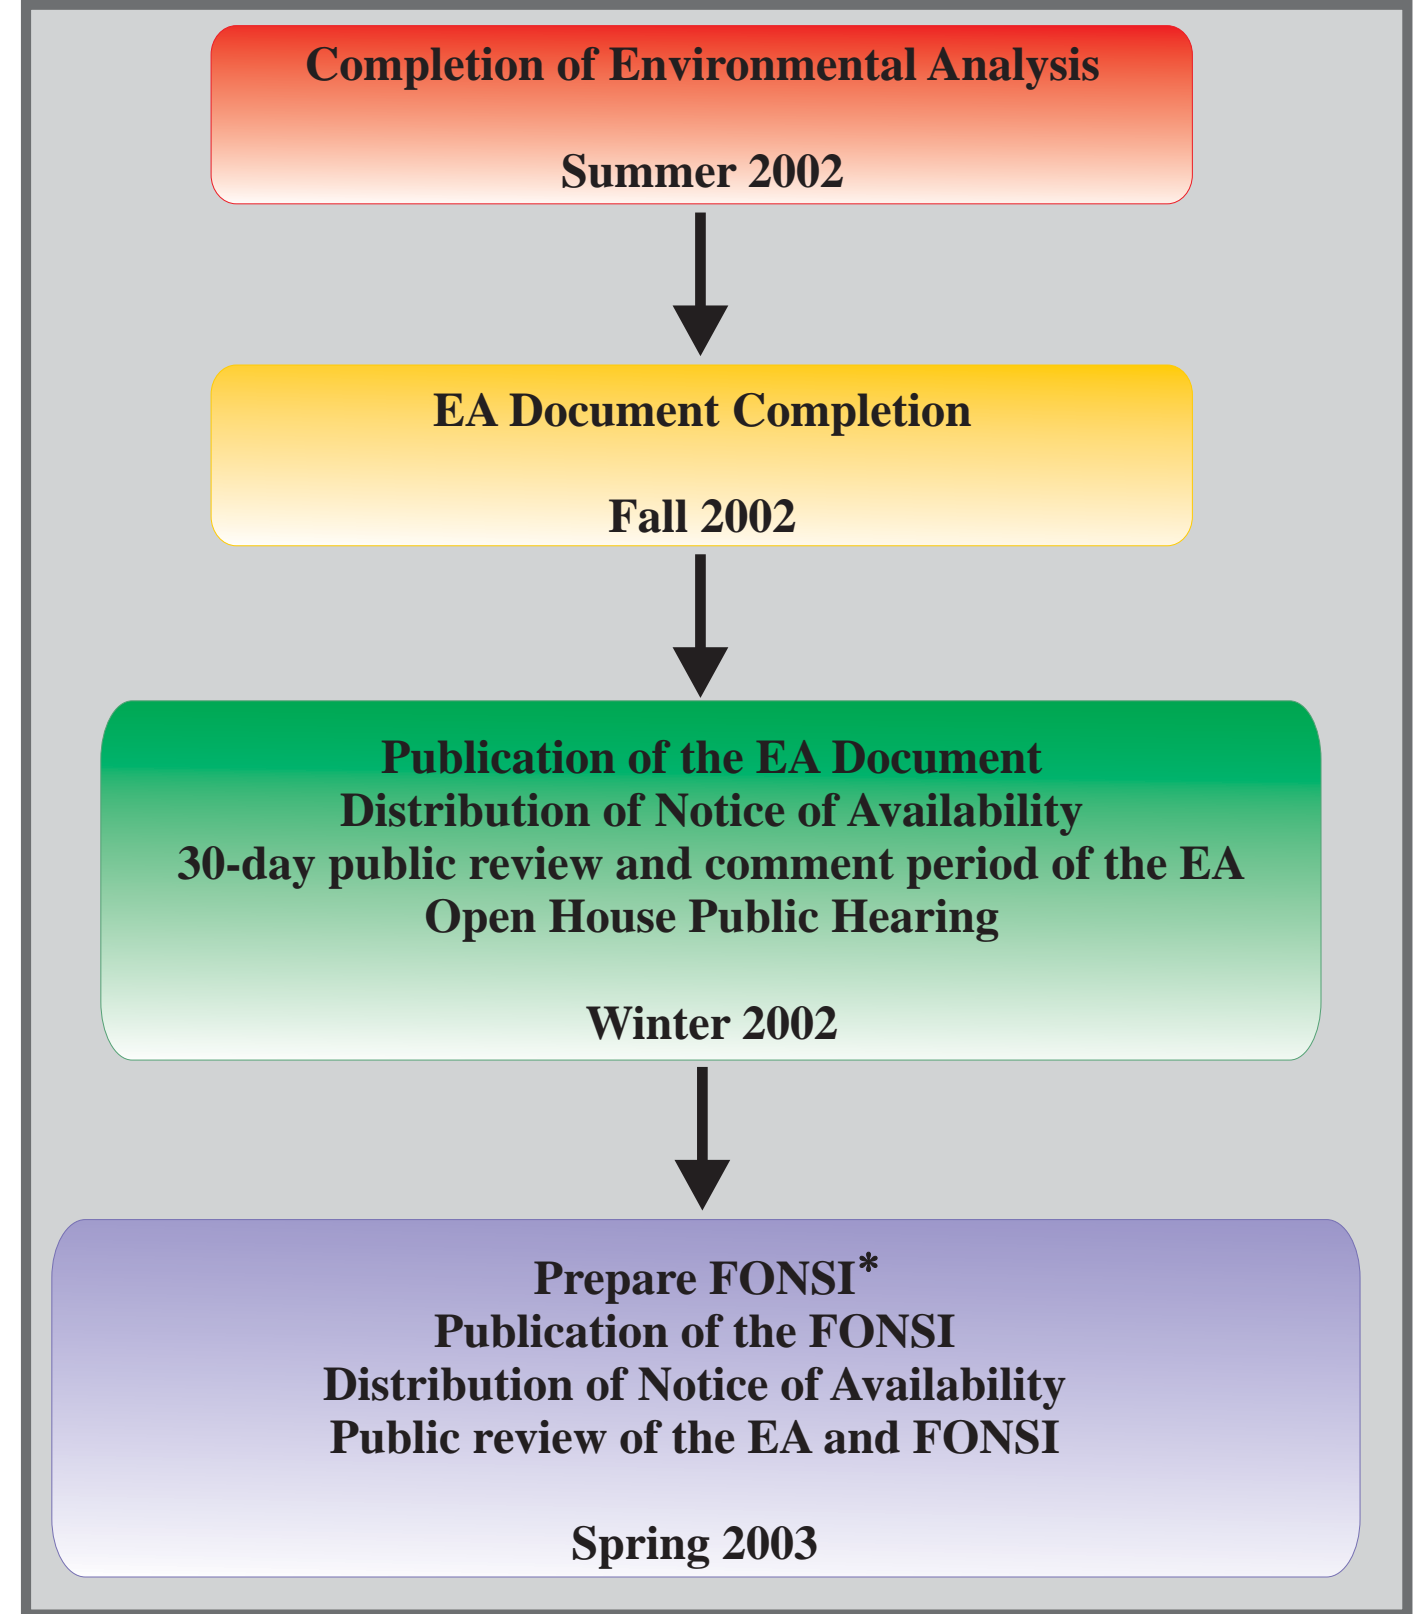 Completion of Environmental Analysis
Summer 2002
EA Document Completion
Fall 2002
Publication of the EA Document
Distribution of Notice of Availability
30-day public review and comment period of the EA
Open House Public Hearing
Winter 2002
Prepare FONSI*
Publication of the FONSI
Distribution of Notice of Availability
Public review of the EA and FONSI
Spring 2003